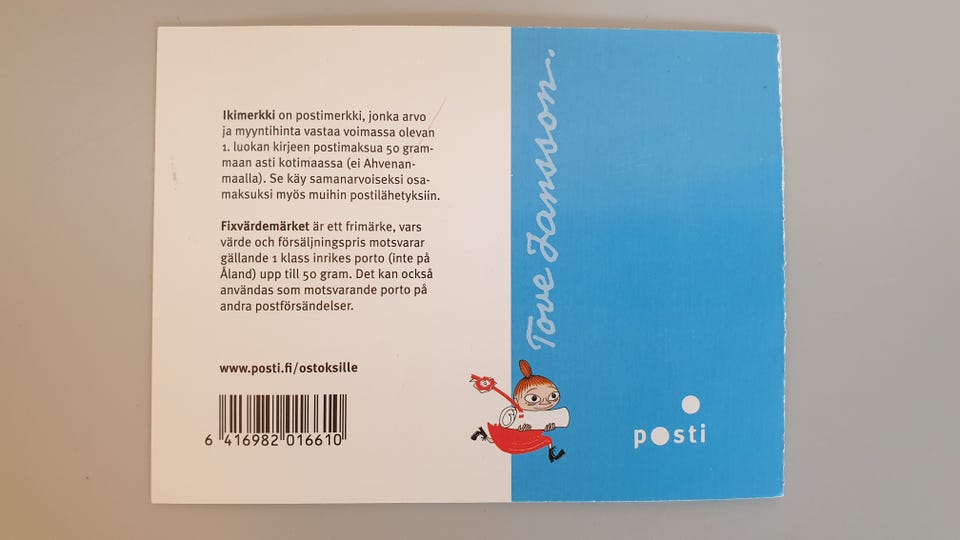 Ikimerkki on postimerkki, jonka arvo
ja myyntihinta vastaa voimassa olevan
1. luokan kirjeen postimaksua 50 gram-
maan asti kotimaassa (ei Ahvenan-
maalla). Se käy samanarvoiseksi osa-
maksuksi myös muihin postilähetyksiin.
Fixvärdemärket är ett frimärke, vars
värde och försäljningspris motsvarar
gällande 1 klass inrikes porto (inte på
Åland) upp till 50 gram. Det kan också
användas som motsvarande porto på
andra postförsändelser.
www.posti.fi/ostoksille
6 416982 016610
Tove Jansson.
posti